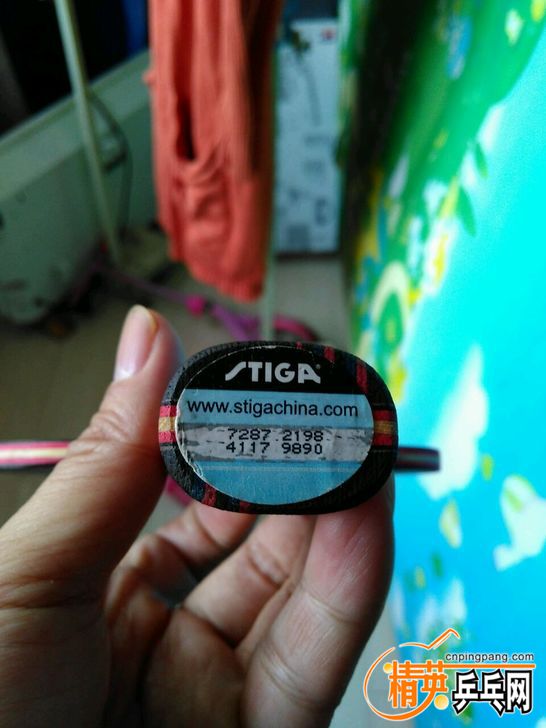 STIGA
www.stigachina.com
7287 2198
4117 9890
cnpingpang.com
精英乒乓网